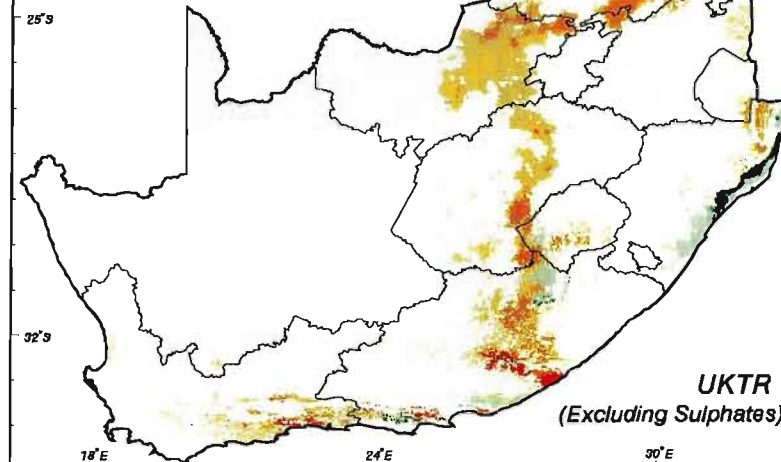 25°S
32°S
UKTR
(Excluding Sulphates)
18°E
24°E
30°E